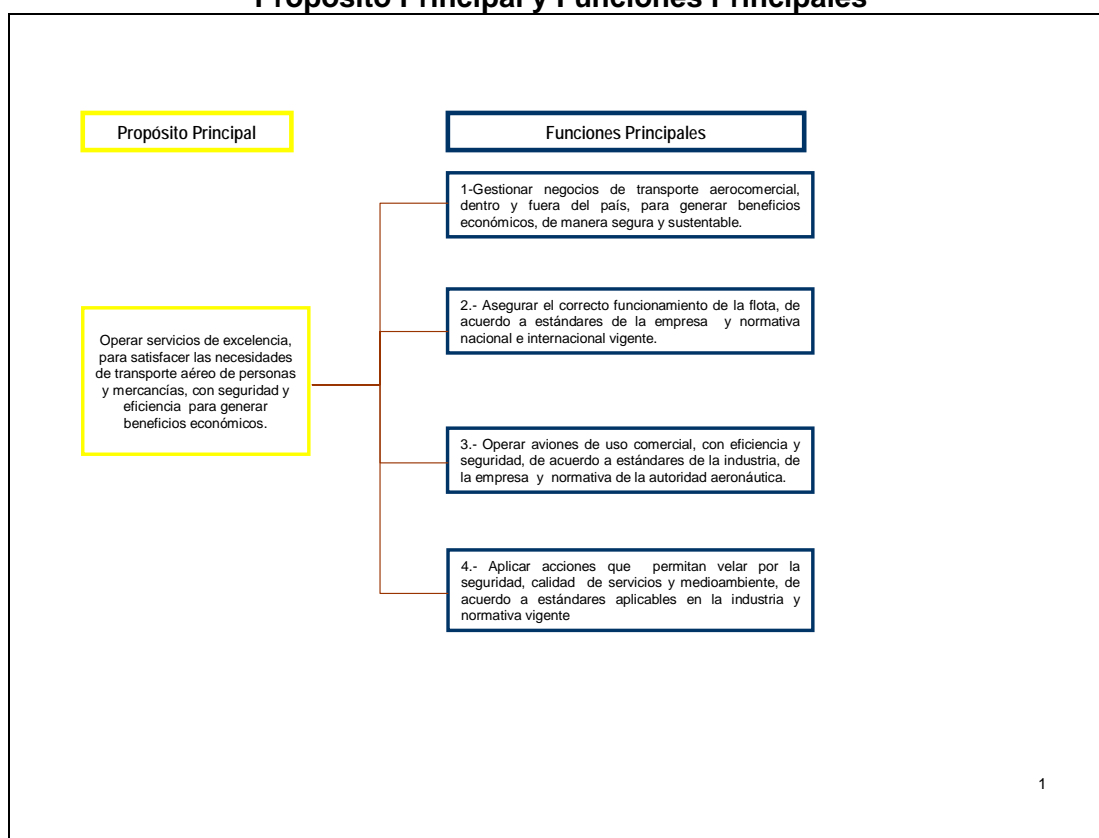 Propósito Principal y Funciones Principales
Propósito Principal
Funciones Principales
1-Gestionar negocios de transporte aerocomercial,
dentro y fuera del país, para generar beneficios
económicos, de manera segura y sustentable.
2.- Asegurar el correcto funcionamiento de la flota, de
acuerdo a estándares de la empresa y normativa
nacional e internacional vigente.
Operar servicios de excelencia,
para satisfacer las necesidades
de transporte aéreo de personas
y mercancías, con seguridad y
eficiencia para generar
beneficios económicos.
3.- Operar aviones de uso comercial, con eficiencia y
seguridad, de acuerdo a estándares de la industria, de
la empresa y normativa de la autoridad aeronáutica.
4.- Aplicar acciones que permitan velar por la
seguridad, calidad de servicios y medioambiente, de
acuerdo a estándares aplicables en la industria y
normativa vigente
1